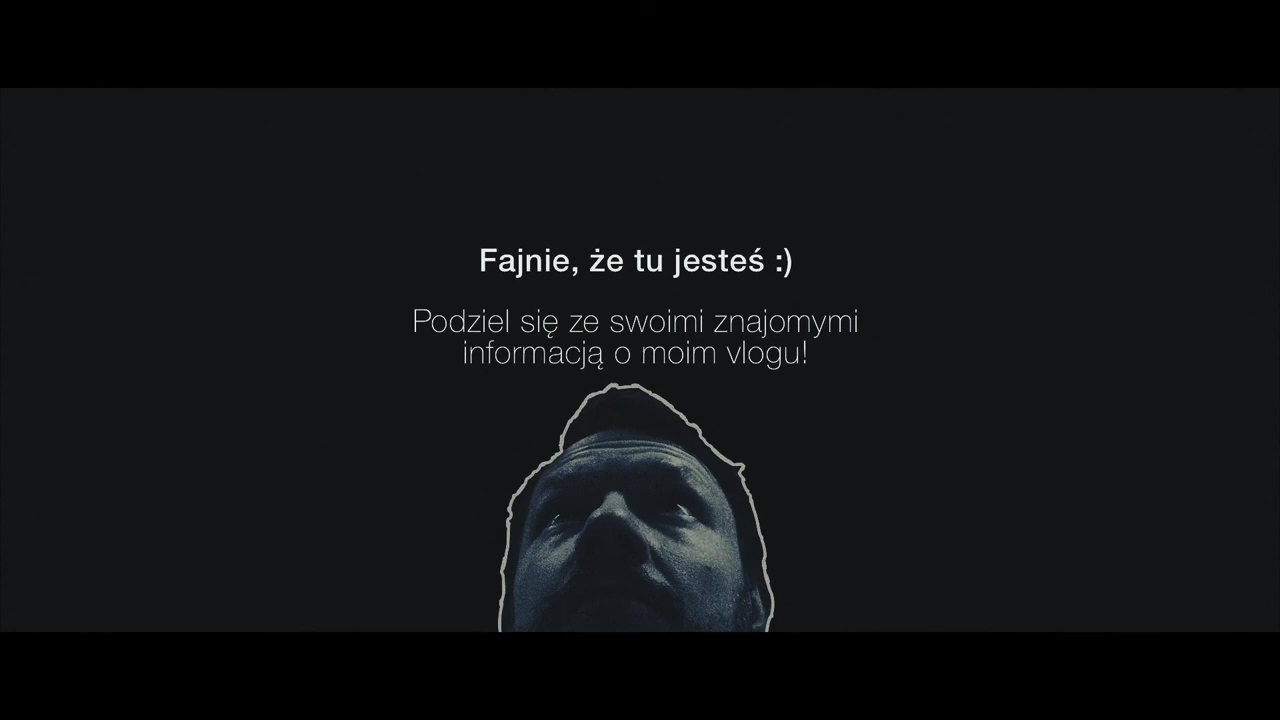 Fajnie, że tu jesteś :)
Podziel się ze swoimi znajomymi
informacją o moim vlogu!